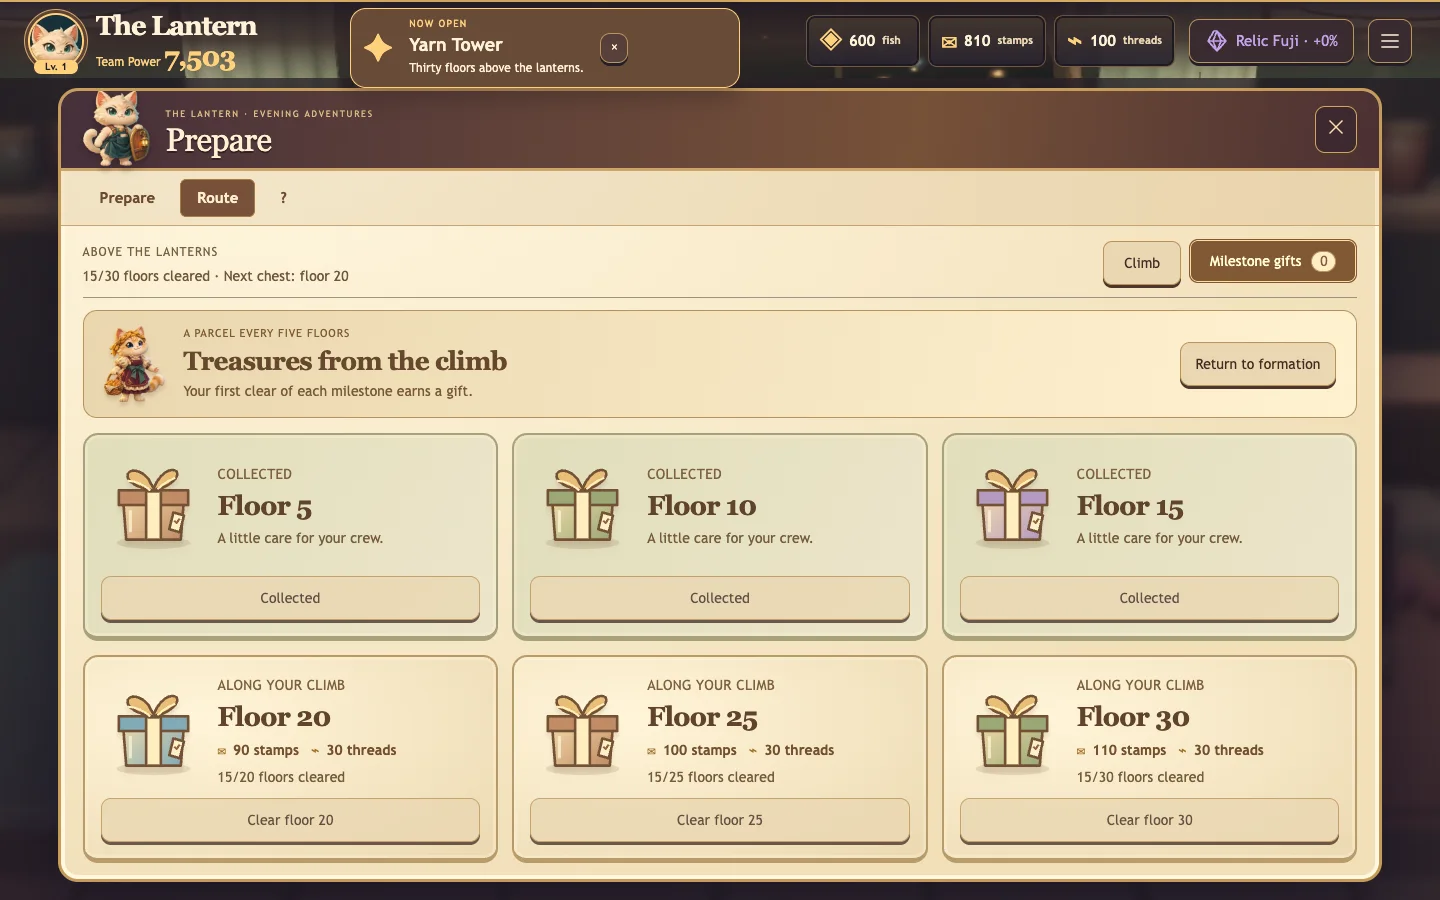 The Lantern
Lv. 1
Team Power 7,503
NOW OPEN
Yarn Tower
Thirty floors above the lanterns.
×
600 fish
810 stamps
100 threads
Relic Fuji · +0%
THE LANTERN · EVENING ADVENTURES
Prepare
Prepare
Route
?
ABOVE THE LANTERNS
15/30 floors cleared · Next chest: floor 20
Climb
Milestone gifts 0
A PARCEL EVERY FIVE FLOORS
Treasures from the climb
Your first clear of each milestone earns a gift.
Return to formation
COLLECTED
Floor 5
A little care for your crew.
Collected
COLLECTED
Floor 10
A little care for your crew.
Collected
COLLECTED
Floor 15
A little care for your crew.
Collected
ALONG YOUR CLIMB
Floor 20
90 stamps 30 threads
15/20 floors cleared
Clear floor 20
ALONG YOUR CLIMB
Floor 25
100 stamps 30 threads
15/25 floors cleared
Clear floor 25
ALONG YOUR CLIMB
Floor 30
110 stamps 30 threads
15/30 floors cleared
Clear floor 30